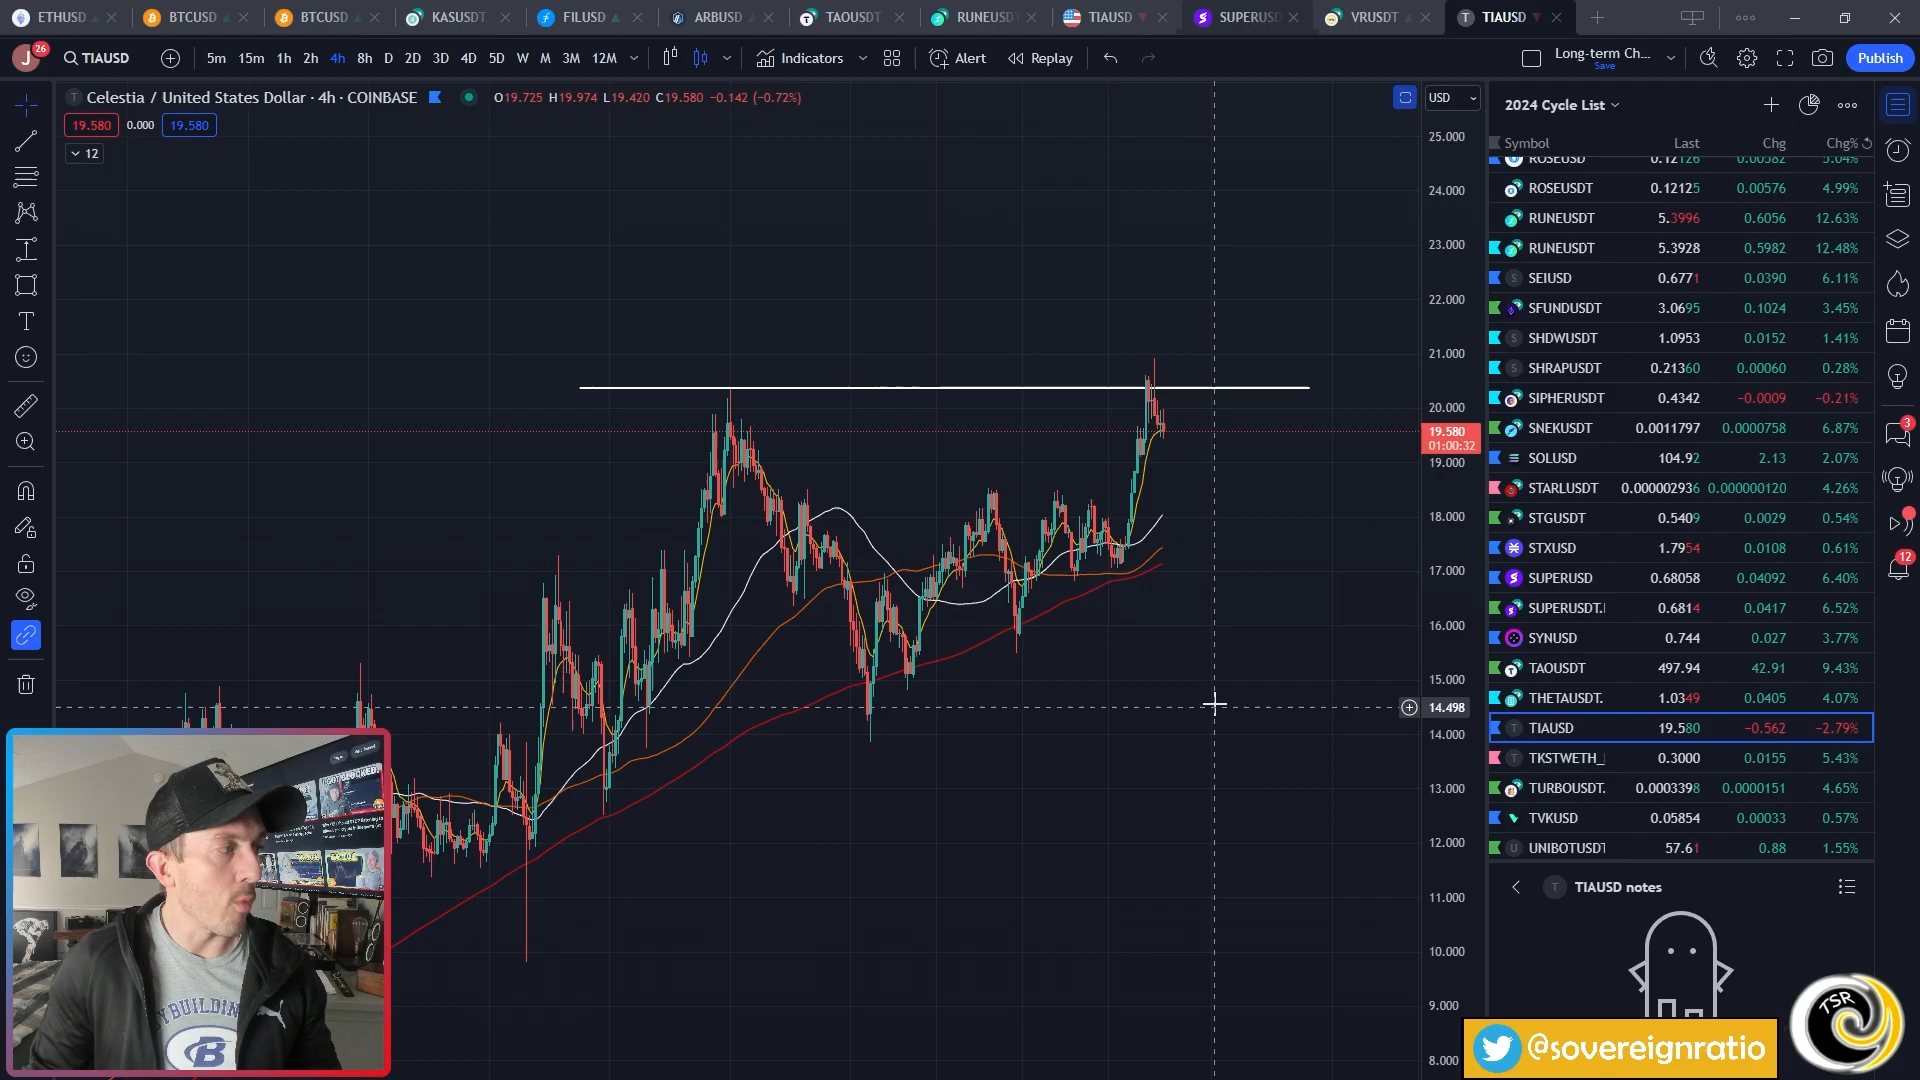 ETHUSD
BTCUSD
BTCUSD
KASUSDT
FILUSD
ARBUSD
TAOUSDT
RUNEUSDT
TIAUSD
SUPERUSD
VRUSDT
TIAUSD
J 26
TIAUSD
5m 15m 1h 2h 4h 8h D 2D 3D 4D 5D W M 3M 12M
Indicators
Alert
Replay
Long-term Ch...
Save
Publish
Celestia / United States Dollar · 4h · COINBASE
O19.725 H19.974 L19.420 C19.580 −0.142 (−0.72%)
19.580 0.000 19.580
12
USD
25.000
24.000
23.000
22.000
21.000
20.000
19.580
01:00:32
19.000
18.000
17.000
16.000
15.000
14.498
14.000
13.000
12.000
11.000
10.000
9.000
8.000
2024 Cycle List
Symbol Last Chg Chg%
ROSEUSD 0.12126 0.00582 5.04%
ROSEUSDT 0.12125 0.00576 4.99%
RUNEUSDT 5.3996 0.6056 12.63%
RUNEUSDT 5.3928 0.5982 12.48%
SEIUSD 0.6771 0.0390 6.11%
SFUNDUSDT 3.0695 0.1024 3.45%
SHDWUSDT 1.0953 0.0152 1.41%
SHRAPUSDT 0.21360 0.00060 0.28%
SIPHERUSDT 0.4342 −0.0009 −0.21%
SNEKUSDT 0.0011797 0.0000758 6.87%
SOLUSD 104.92 2.13 2.07%
STARLUSDT 0.000002936 0.000000120 4.26%
STGUSDT 0.5409 0.0029 0.54%
STXUSD 1.7954 0.0108 0.61%
SUPERUSD 0.68058 0.04092 6.40%
SUPERUSDT. 0.6814 0.0417 6.52%
SYNUSD 0.744 0.027 3.77%
TAOUSDT 497.94 42.91 9.43%
THETAUSDT. 1.0349 0.0405 4.07%
TIAUSD 19.580 −0.562 −2.79%
TKSTWETH_ 0.3000 0.0155 5.43%
TURBOUSDT. 0.0003398 0.0000151 4.65%
TVKUSD 0.05854 0.00033 0.57%
UNIBOTUSDT 57.61 0.88 1.55%
TIAUSD notes
3
12
I GOT BLOCKED!
YBUILDING
B
TSR
@sovereignratio